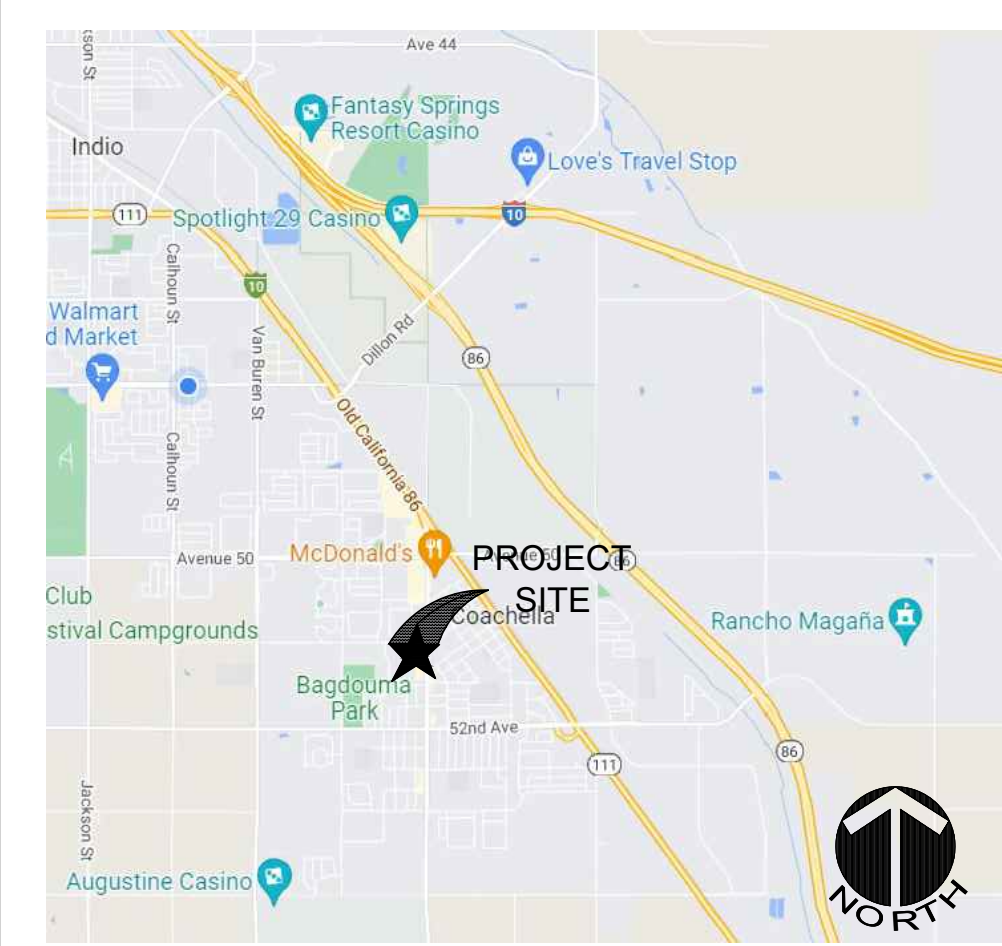 Ave 44
kson St
Fantasy Springs
Resort Casino
Indio
Love's Travel Stop
111
Spotlight 29 Casino
10
Calhoun St
10
Walmart
d Market
Van Buren St
Dillon Rd
86
Old California 86
Calhoun St
Avenue 50
McDonald's
PROJECT
SITE
86
Club
Coachella
stival Campgrounds
Rancho Magaña
Bagdouma
Park
52nd Ave
111
86
Jackson St
Augustine Casino
NORTH